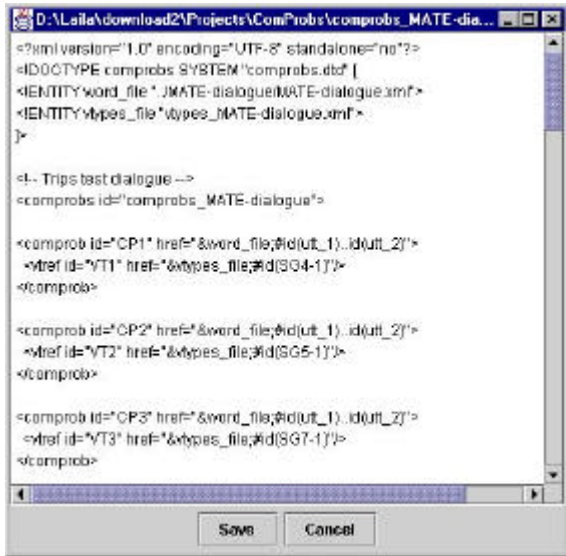 D:\Laila\download2\Projects\ComProbs\comprobs_MATE-dia...
<?xml version="1.0" encoding="UTF-8" standalone="no"?>
<!DOCTYPE comprobs SYSTEM "comprobs.dtd" [
<!ENTITY word_file "../MATE-dialogue/MATE-dialogue.xml">
<!ENTITY vtypes_file "vtypes_MATE-dialogue.xml">
]>
<!-- Trips test dialogue -->
<comprobs id="comprobs_MATE-dialogue">
<comprob id="CP1" href="&word_file;#id(utt_1)..id(utt_2)">
<vtref id="VT1" href="&vtypes_file;#id(SG4-1)"/>
</comprob>
<comprob id="CP2" href="&word_file;#id(utt_1)..id(utt_2)">
<vtref id="VT2" href="&vtypes_file;#id(SG5-1)"/>
</comprob>
<comprob id="CP3" href="&word_file;#id(utt_1)..id(utt_2)">
<vtref id="VT3" href="&vtypes_file;#id(SG7-1)"/>
</comprob>
Save Cancel